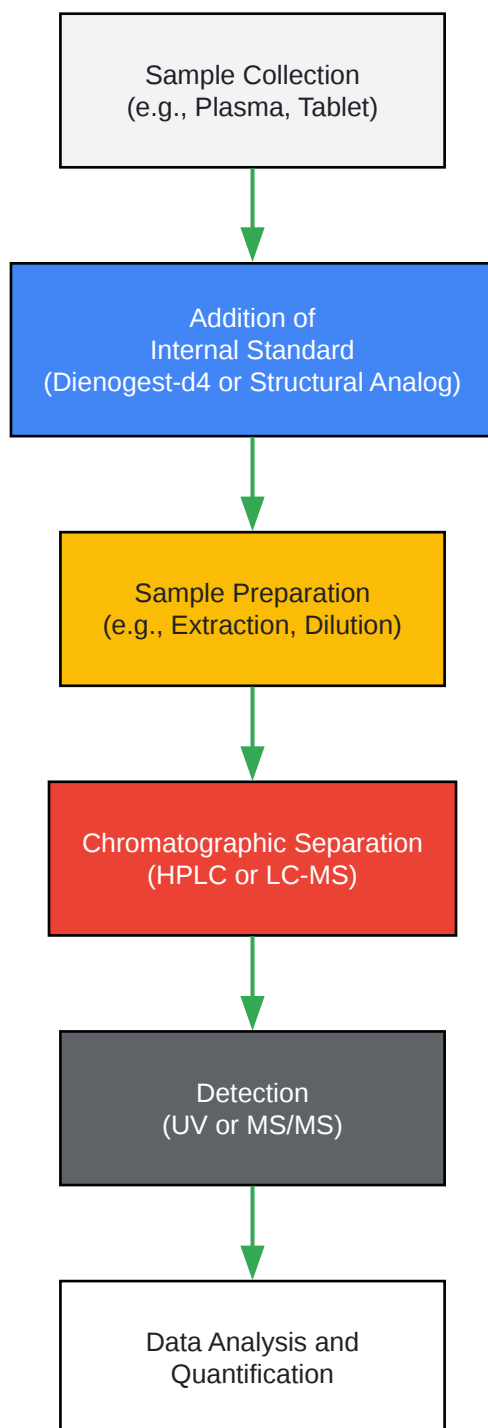 Sample Collection
(e.g., Plasma, Tablet)
Addition of
Internal Standard
(Dienogest-d4 or Structural Analog)
Sample Preparation
(e.g., Extraction, Dilution)
Chromatographic Separation
(HPLC or LC-MS)
Detection
(UV or MS/MS)
Data Analysis and
Quantification